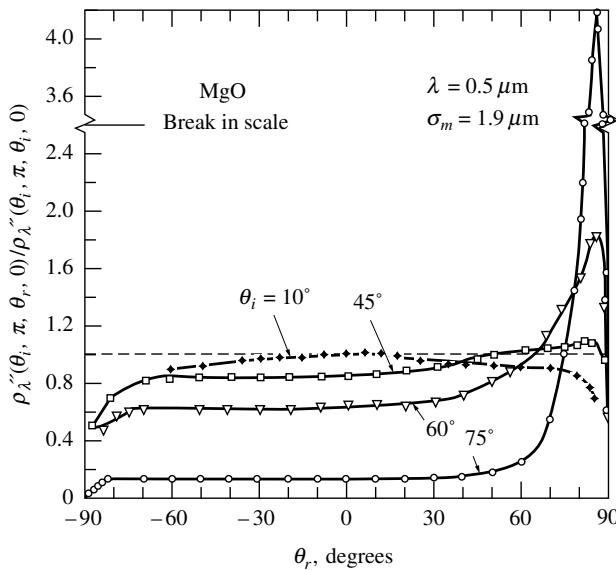 4.0
3.6
2.4
2.0
1.6
1.2
0.8
0.4
0
ρλ″(θi, π, θr, 0)/ρλ″(θi, π, θi, 0)
MgO
Break in scale
λ = 0.5 μm
σm = 1.9 μm
θi = 10°
45°
60°
75°
−90
−60
−30
0
30
60
90
θr, degrees